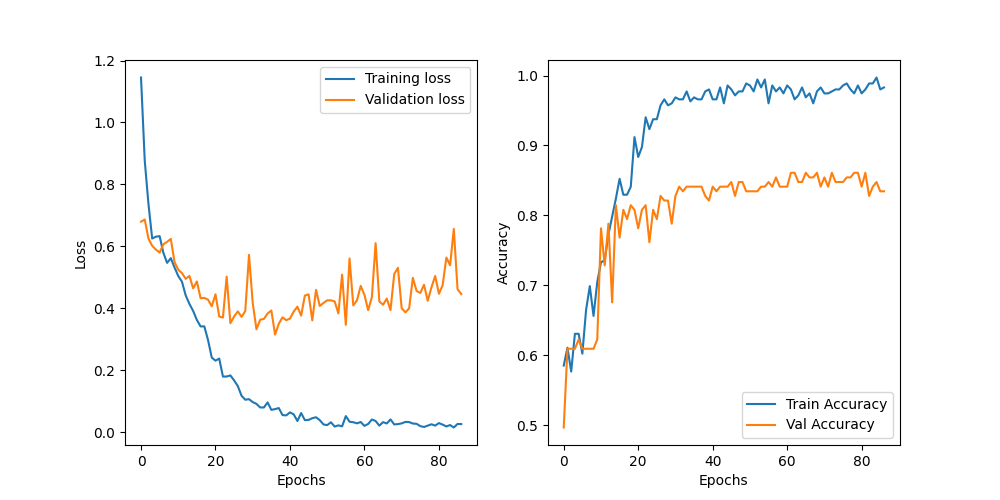 Training loss
Validation loss
1.2
1.0
0.8
0.6
0.4
0.2
0.0
Loss
0
20
40
60
80
Epochs
1.0
0.9
0.8
0.7
0.6
0.5
Accuracy
Train Accuracy
Val Accuracy
0
20
40
60
80
Epochs